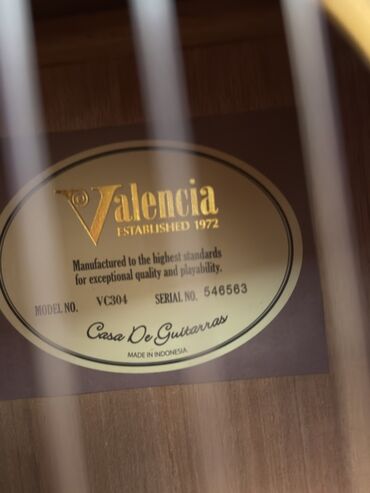 Valencia
ESTABLISHED 1972
Manufactured to the highest standards
for exceptional quality and playability.
MODEL NO. VC304 SERIAL NO. 546563
Casa De Guitarras
MADE IN INDONESIA